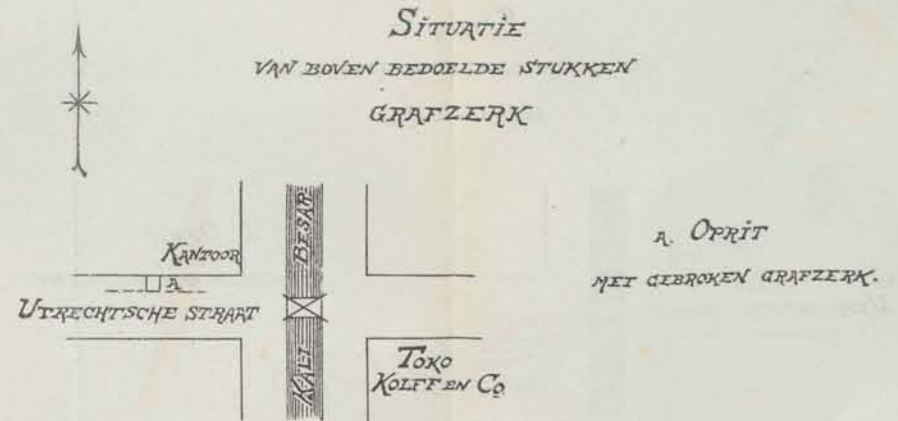 SITUATIE
VAN BOVEN BEDOELDE STUKKEN
GRAFZERK
KANTOOR
A
UTRECHTSCHE STRAAT
KALI BESAR
TOKO
KOLFF EN Co.
A. OPRIT
MET GEBROKEN GRAFZERK.